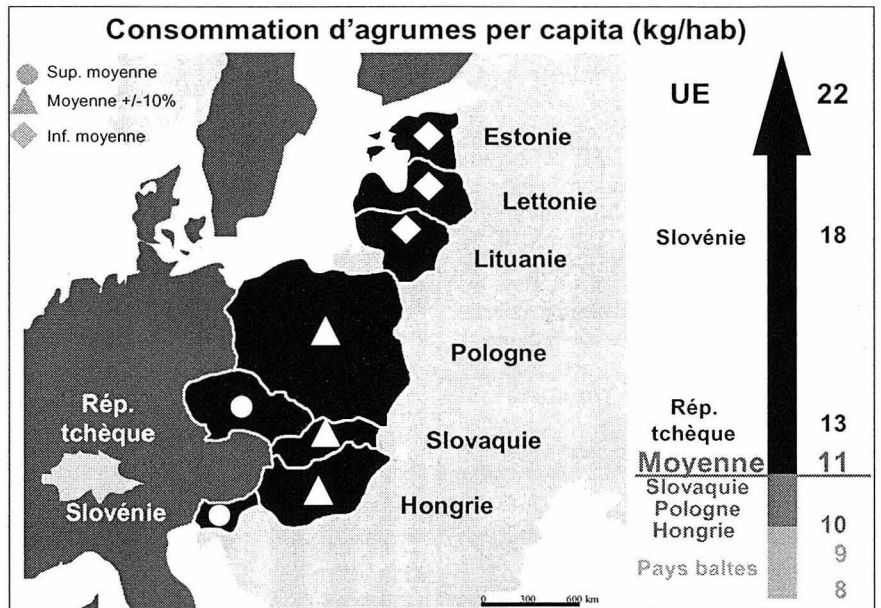 Consommation d'agrumes per capita (kg/hab)
Sup. moyenne
Moyenne +/-10%
Inf. moyenne
Estonie
Lettonie
Lituanie
Pologne
Rép.
tchèque
Slovaquie
Slovénie
Hongrie
0 300 600 km
UE 22
Slovénie 18
Rép.
tchèque 13
Moyenne 11
Slovaquie
Pologne
Hongrie 10
9
Pays baltes
8